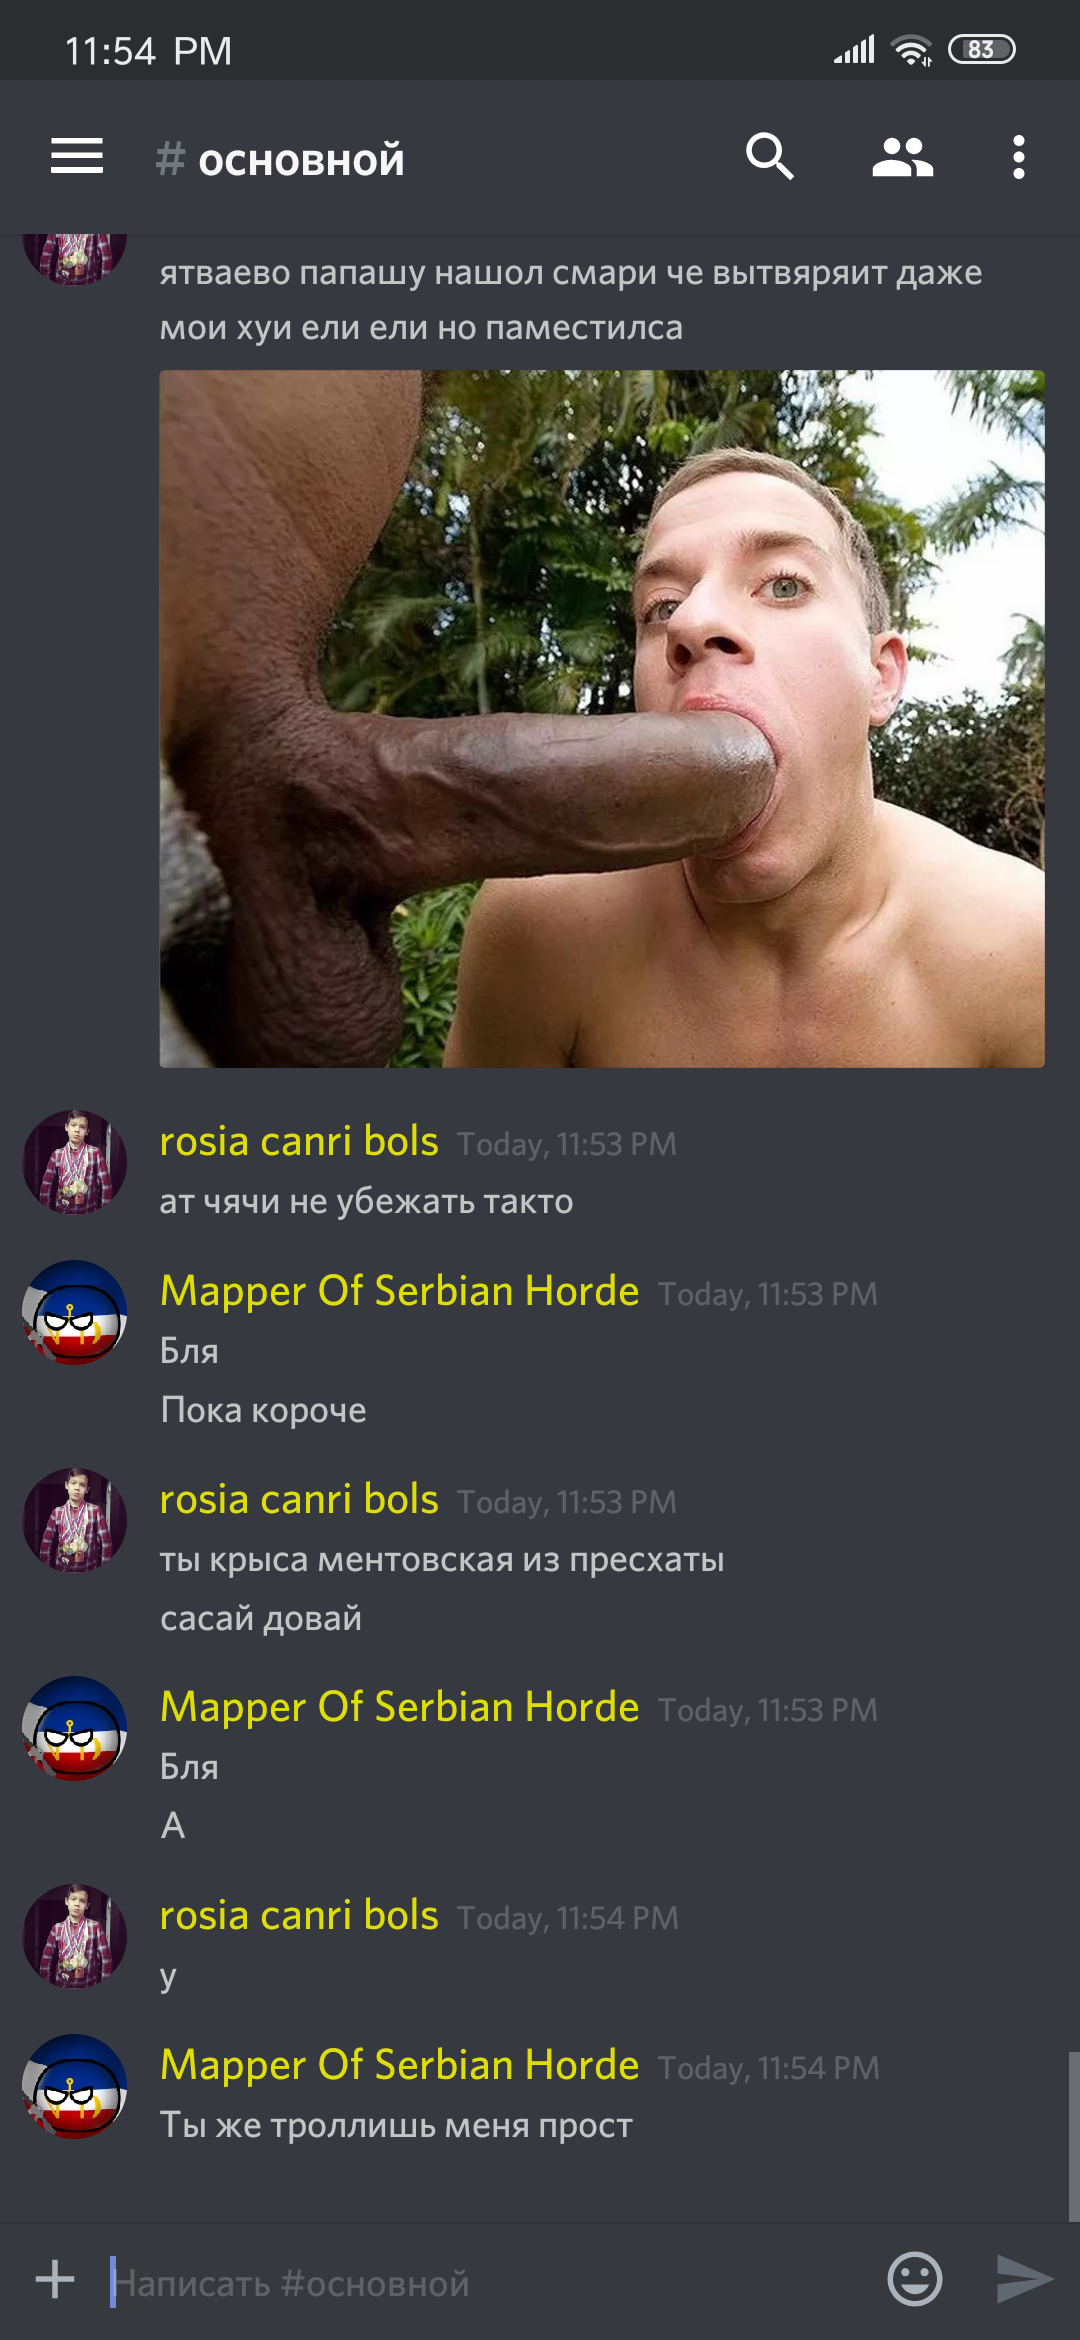 11:54 PM
83
# основной
ятваево папашу нашол смари че вытвяряит даже
мои хуи ели ели но паместилса
rosia canri bols Today, 11:53 PM
ат чячи не убежать такто
Mapper Of Serbian Horde Today, 11:53 PM
Бля
Пока короче
rosia canri bols Today, 11:53 PM
ты крыса ментовская из пресхаты
сасай довай
Mapper Of Serbian Horde Today, 11:53 PM
Бля
А
rosia canri bols Today, 11:54 PM
у
Mapper Of Serbian Horde Today, 11:54 PM
Ты же троллишь меня прост
Написать #основной